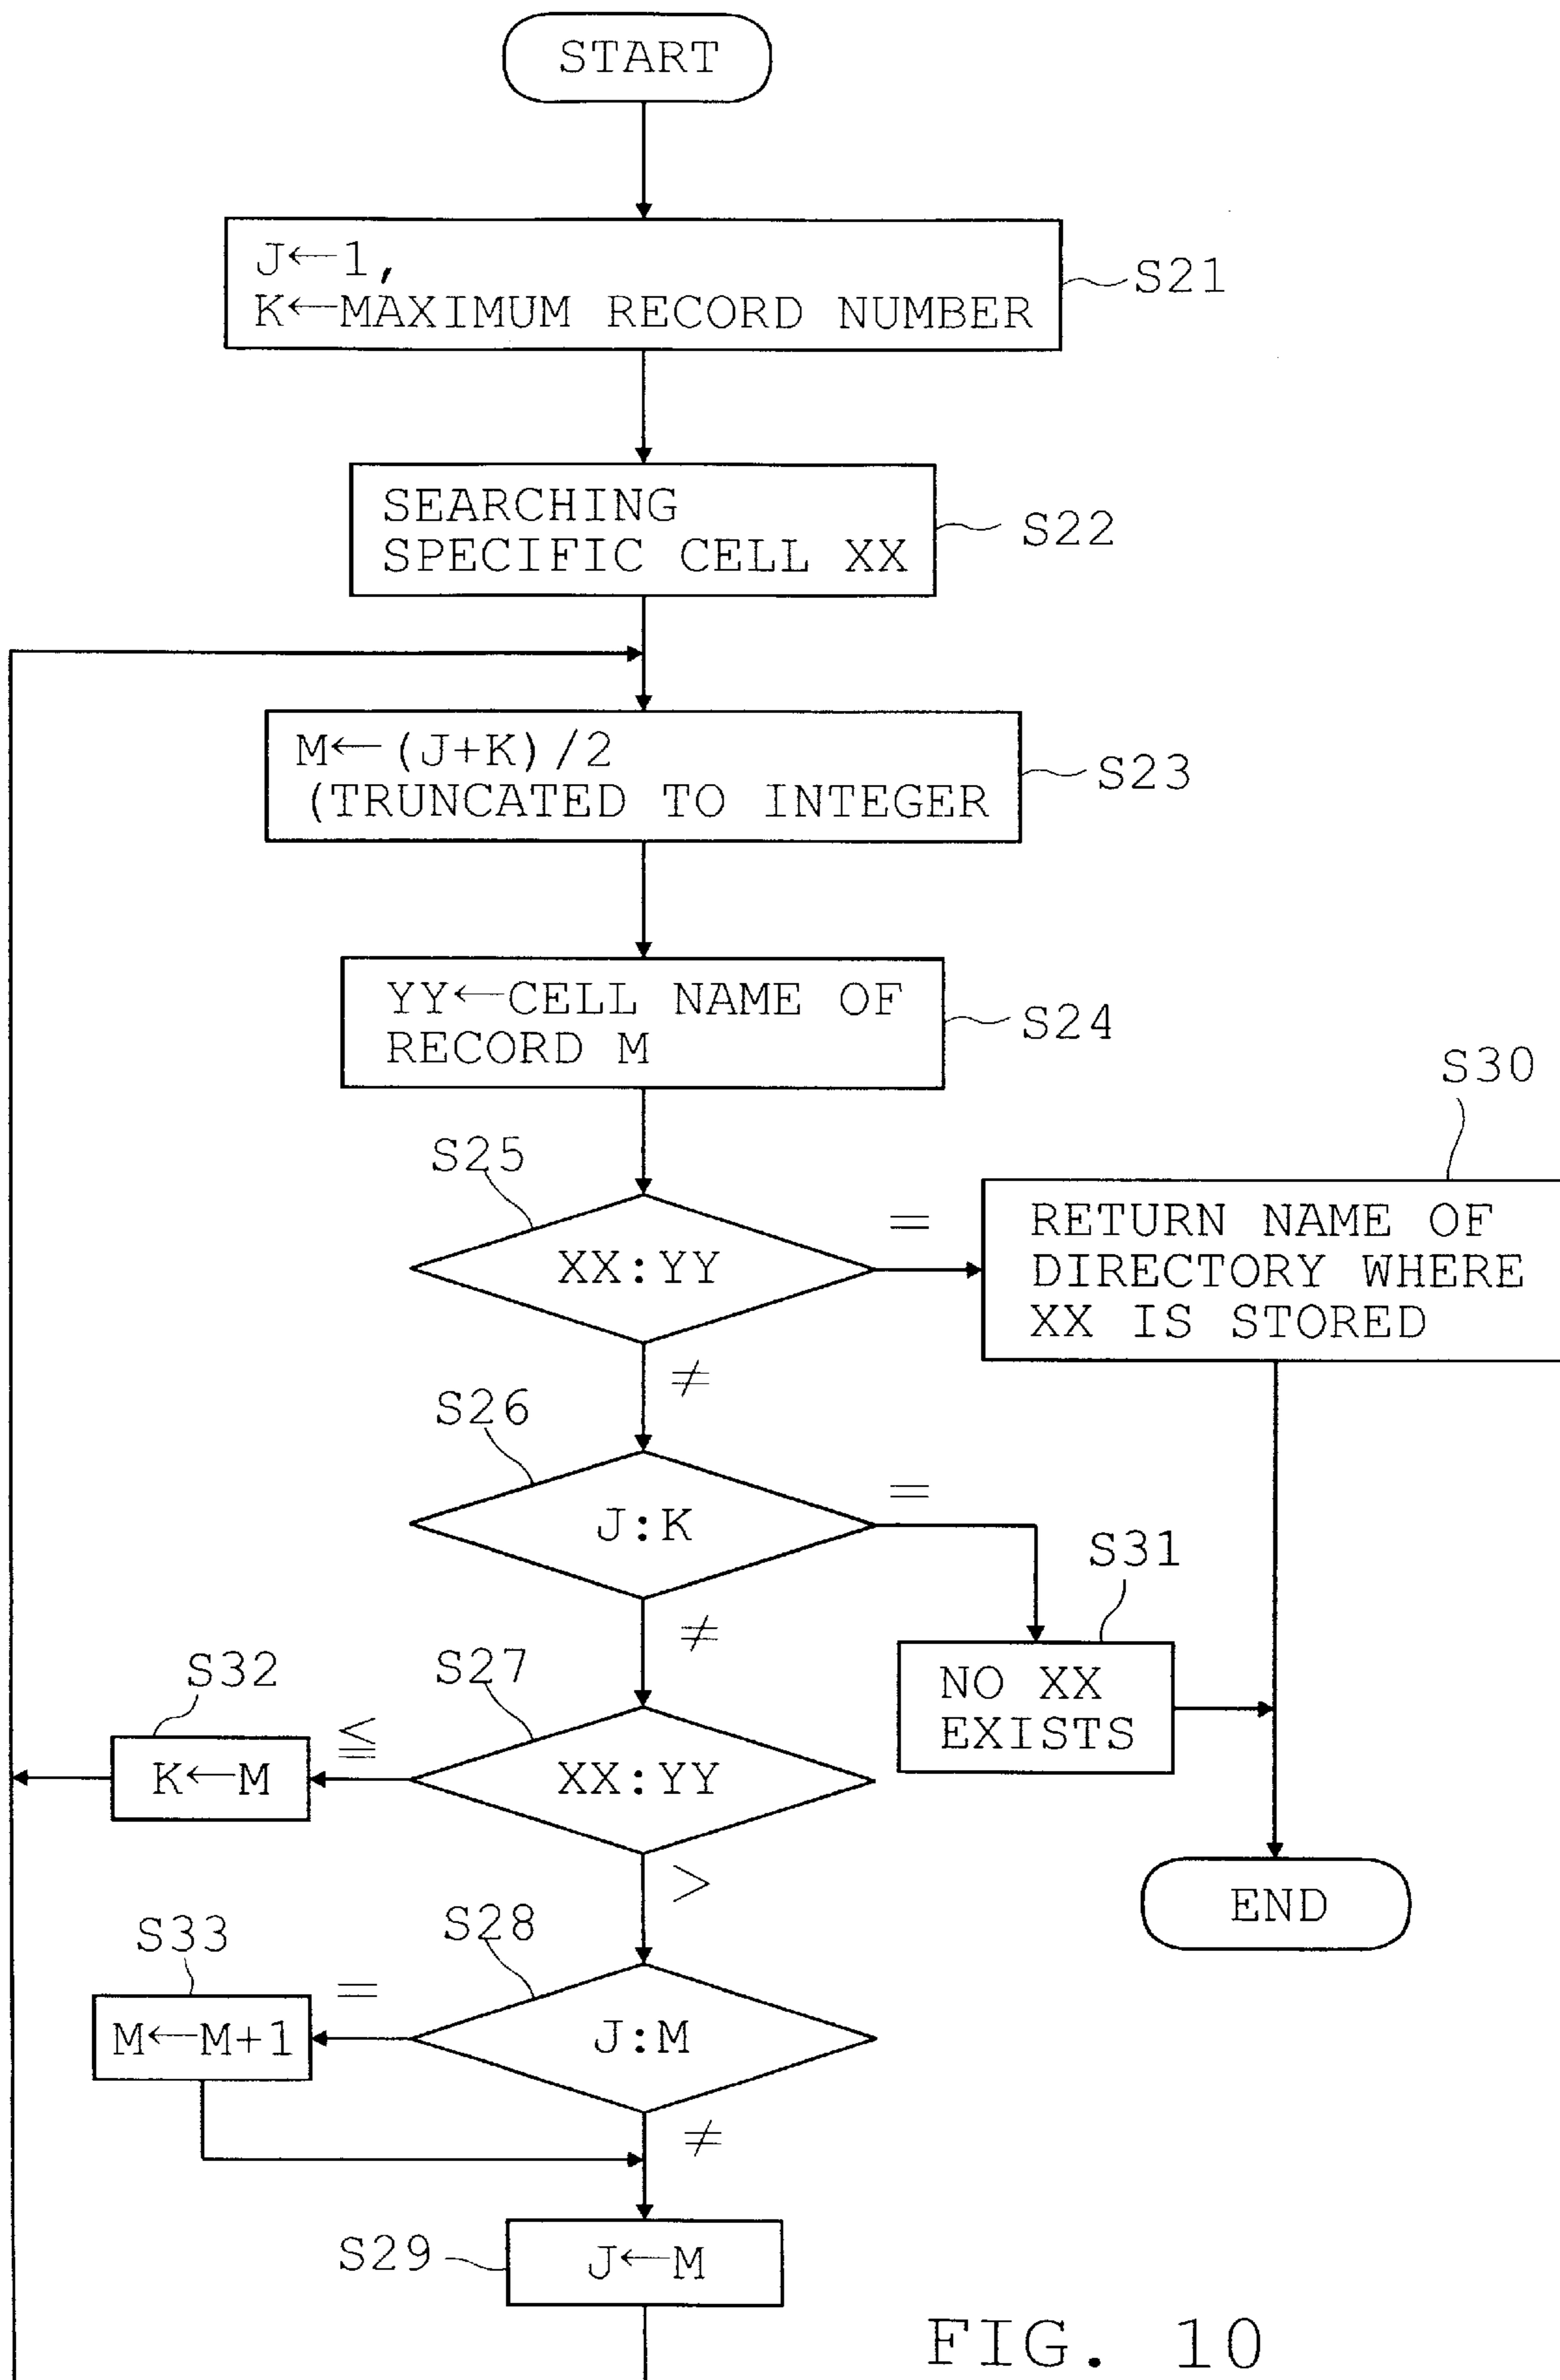 START
J←1,
K←MAXIMUM RECORD NUMBER
S21
SEARCHING
SPECIFIC CELL XX
S22
M←(J+K)/2
(TRUNCATED TO INTEGER
S23
YY←CELL NAME OF
RECORD M
S24
S25
XX:YY
=
≠
S30
RETURN NAME OF
DIRECTORY WHERE
XX IS STORED
S26
J:K
=
≠
S31
NO XX
EXISTS
S27
XX:YY
≦
>
S32
K←M
END
S28
J:M
=
≠
S33
M←M+1
S29
J←M
FIG. 10